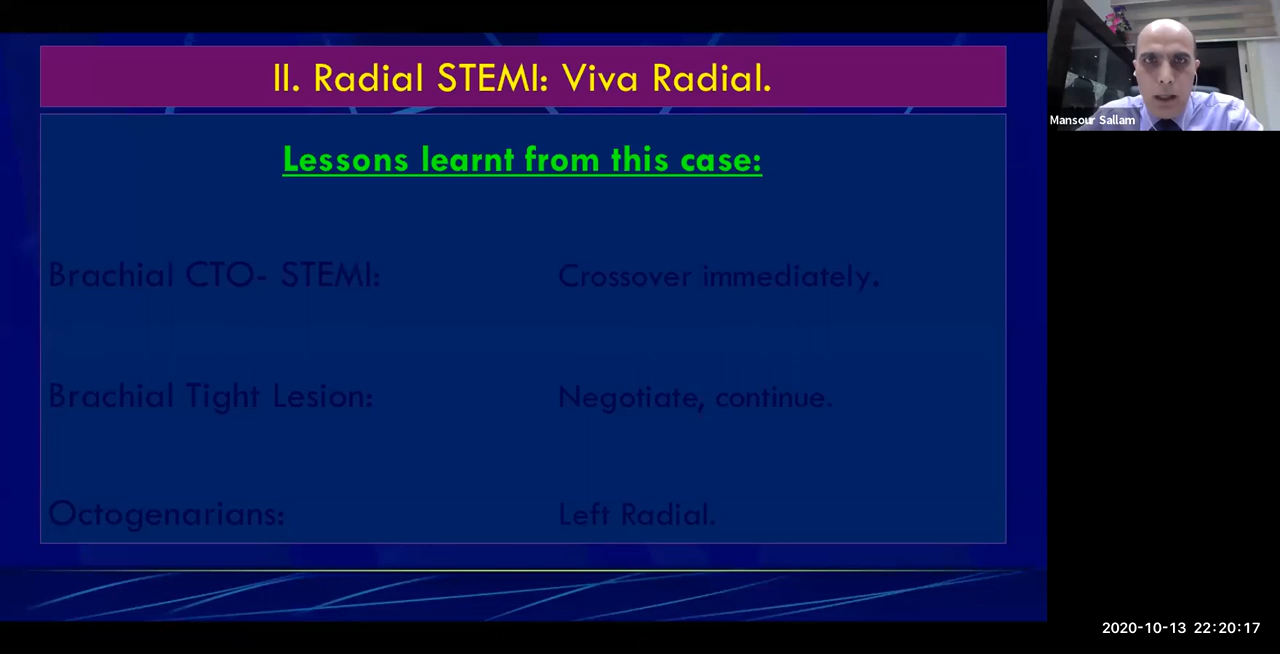 II. Radial STEMI: Viva Radial.
Mansour Sallam
Lessons learnt from this case:
Brachial CTO- STEMI: Crossover immediately.
Brachial Tight Lesion: Negotiate, continue.
Octogenarians: Left Radial.
2020-10-13 22:20:17